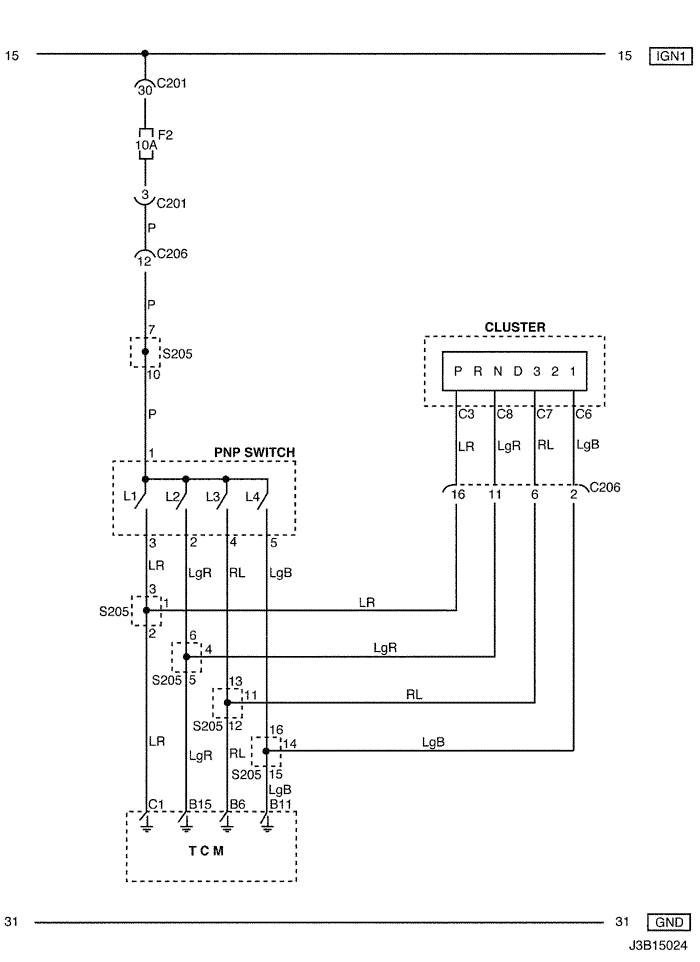 15 15 IGN1
C201
30
F2
10A
3
C201
P
C206
12
P
7
S205
10
P
1
CLUSTER
P R N D 3 2 1
C3 C8 C7 C6
LR LgR RL LgB
C206
16 11 6 2
PNP SWITCH
L1 L2 L3 L4
3 2 4 5
LR LgR RL LgB
3
S205 1 LR
2
6
4 LgR
S205 5
13
11 RL
S205 12
16
14 LgB
S205 15
LR LgR RL LgB
C1 B15 B6 B11
T C M
31 31 GND
J3B15024